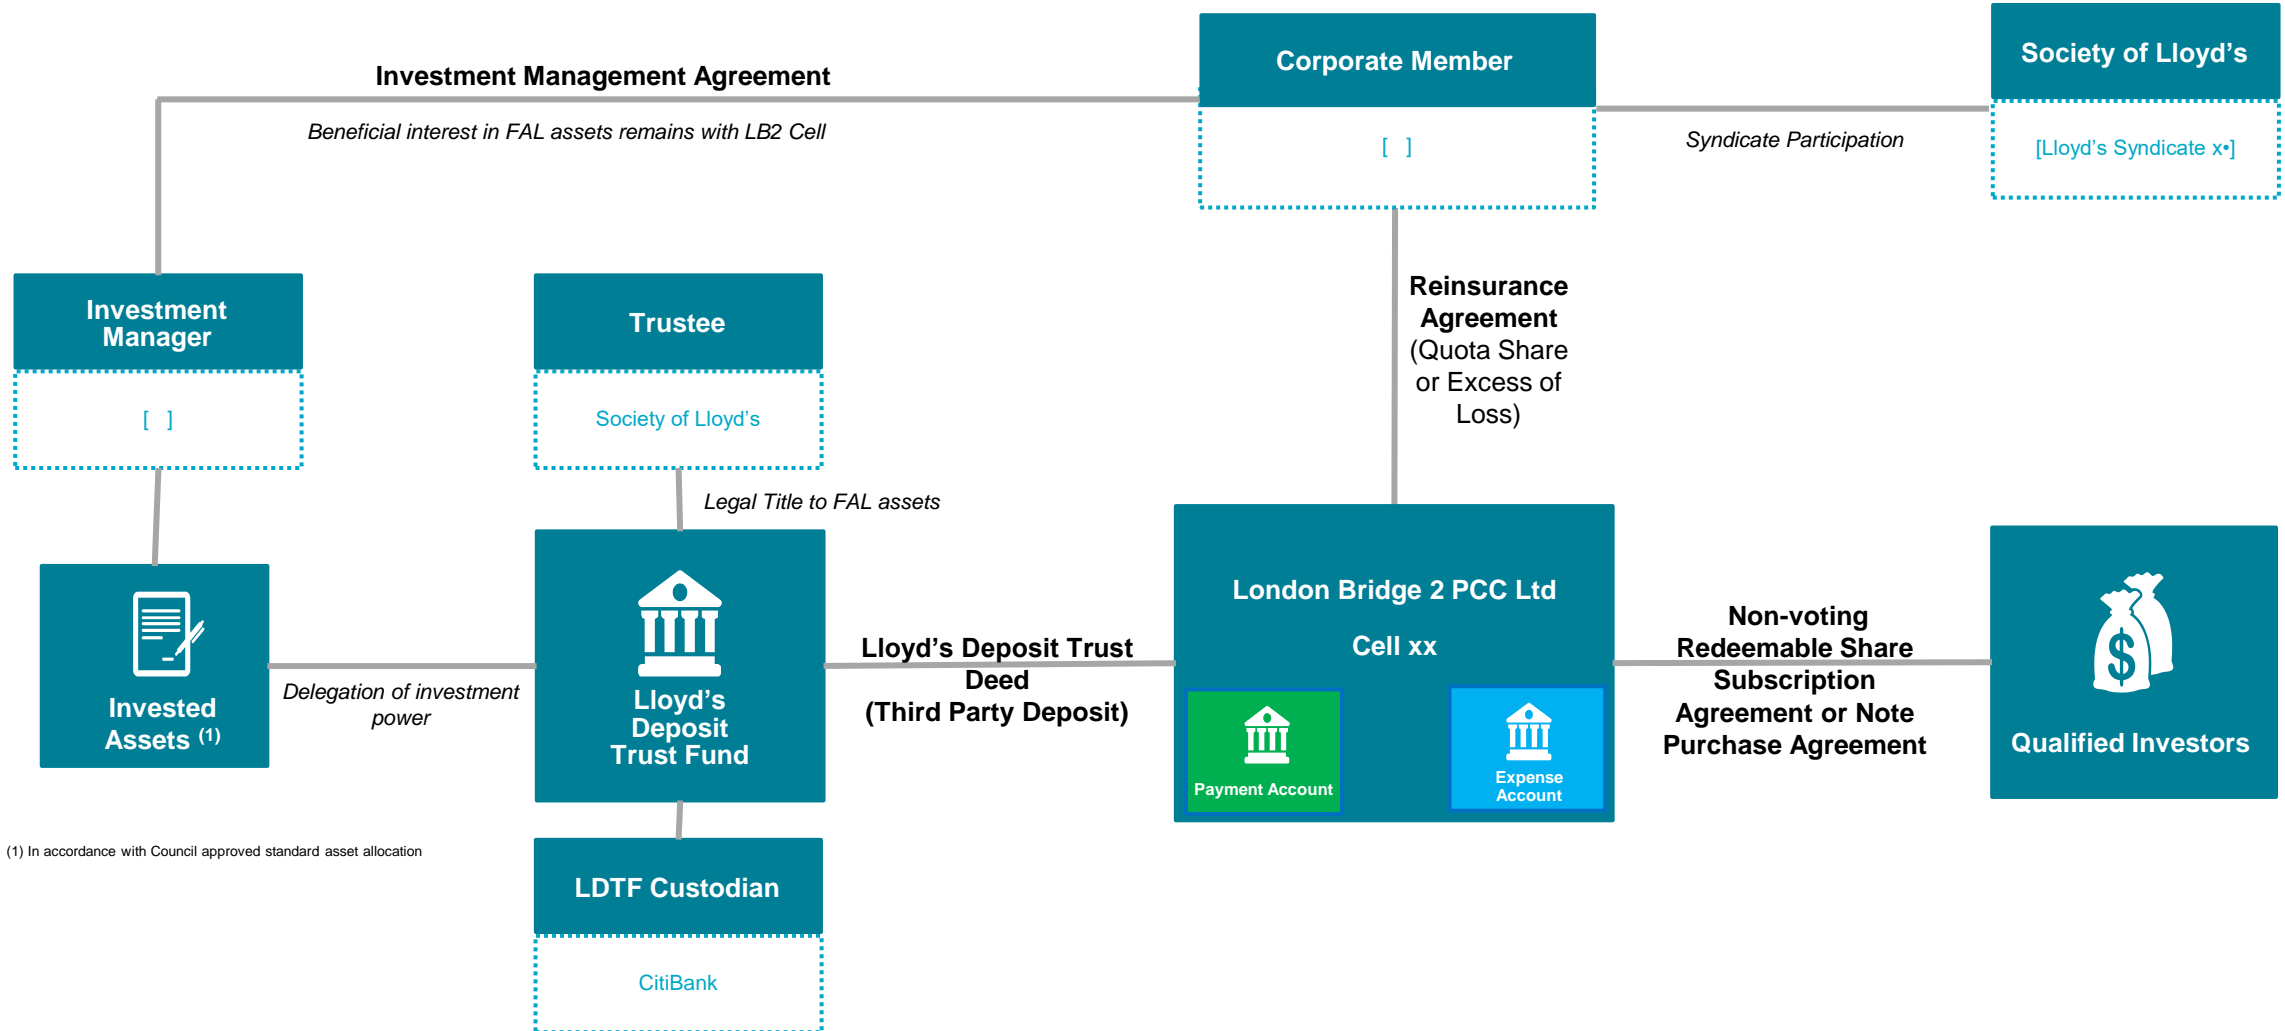 Investment Management Agreement
Beneficial interest in FAL assets remains with LB2 Cell
Corporate Member
[ ]
Syndicate Participation
Society of Lloyd's
[Lloyd's Syndicate x•]
Investment
Manager
[ ]
Trustee
Society of Lloyd's
Legal Title to FAL assets
Reinsurance
Agreement
(Quota Share
or Excess of
Loss)
Invested
Assets (1)
Delegation of investment
power
Lloyd's
Deposit
Trust Fund
Lloyd's Deposit Trust
Deed
(Third Party Deposit)
London Bridge 2 PCC Ltd
Cell xx
Payment Account
Expense
Account
Non-voting
Redeemable Share
Subscription
Agreement or Note
Purchase Agreement
$
Qualified Investors
(1) In accordance with Council approved standard asset allocation
LDTF Custodian
CitiBank